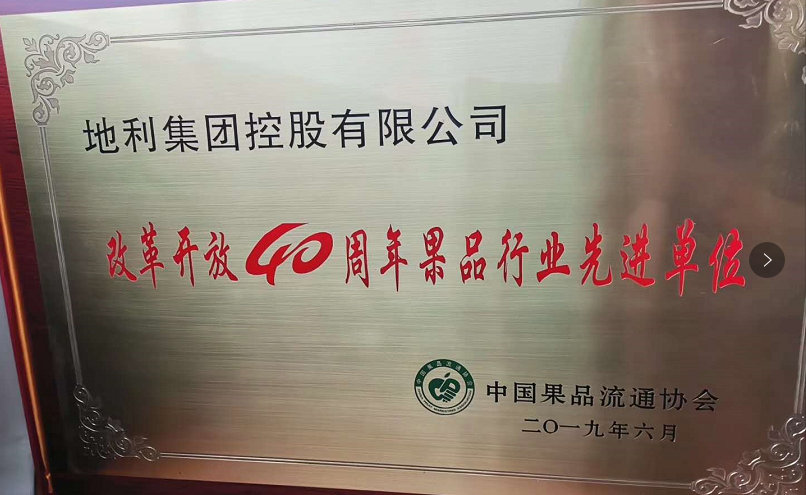 地利集团控股有限公司
改革开放40周年果品行业先进单位
中国果品流通协会
二〇一九年六月